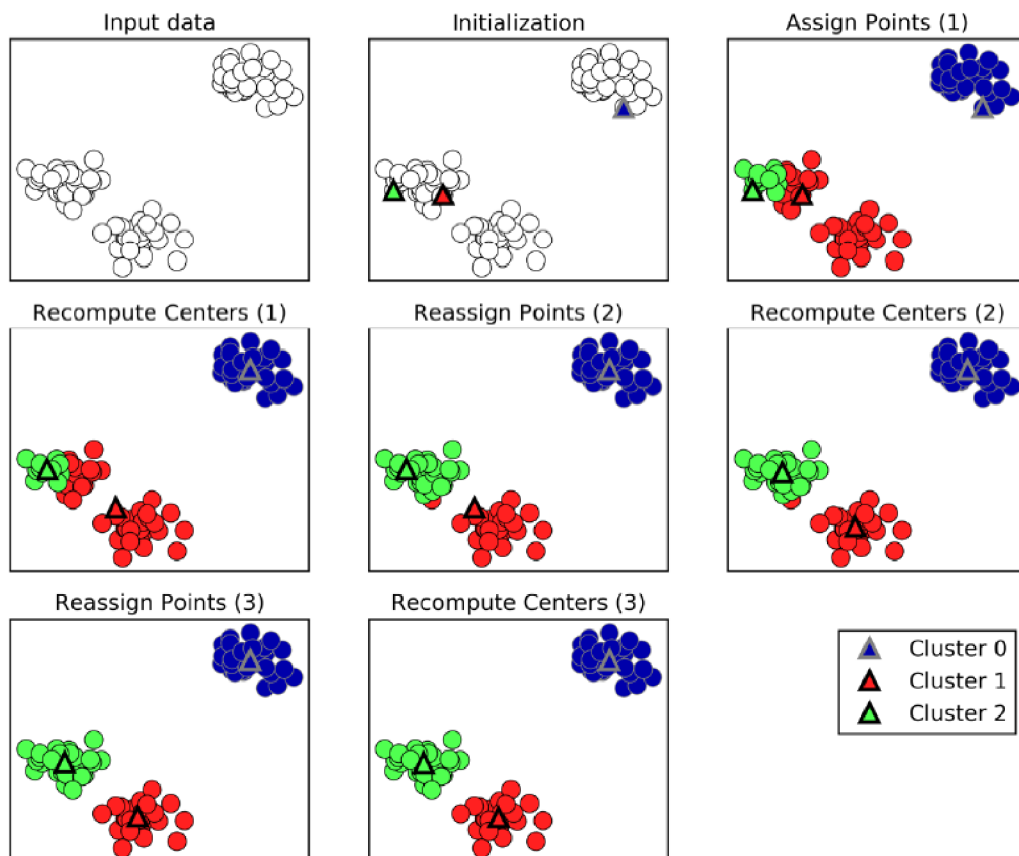 Input data
Initialization
Assign Points (1)
Recompute Centers (1)
Reassign Points (2)
Recompute Centers (2)
Reassign Points (3)
Recompute Centers (3)
Cluster 0
Cluster 1
Cluster 2